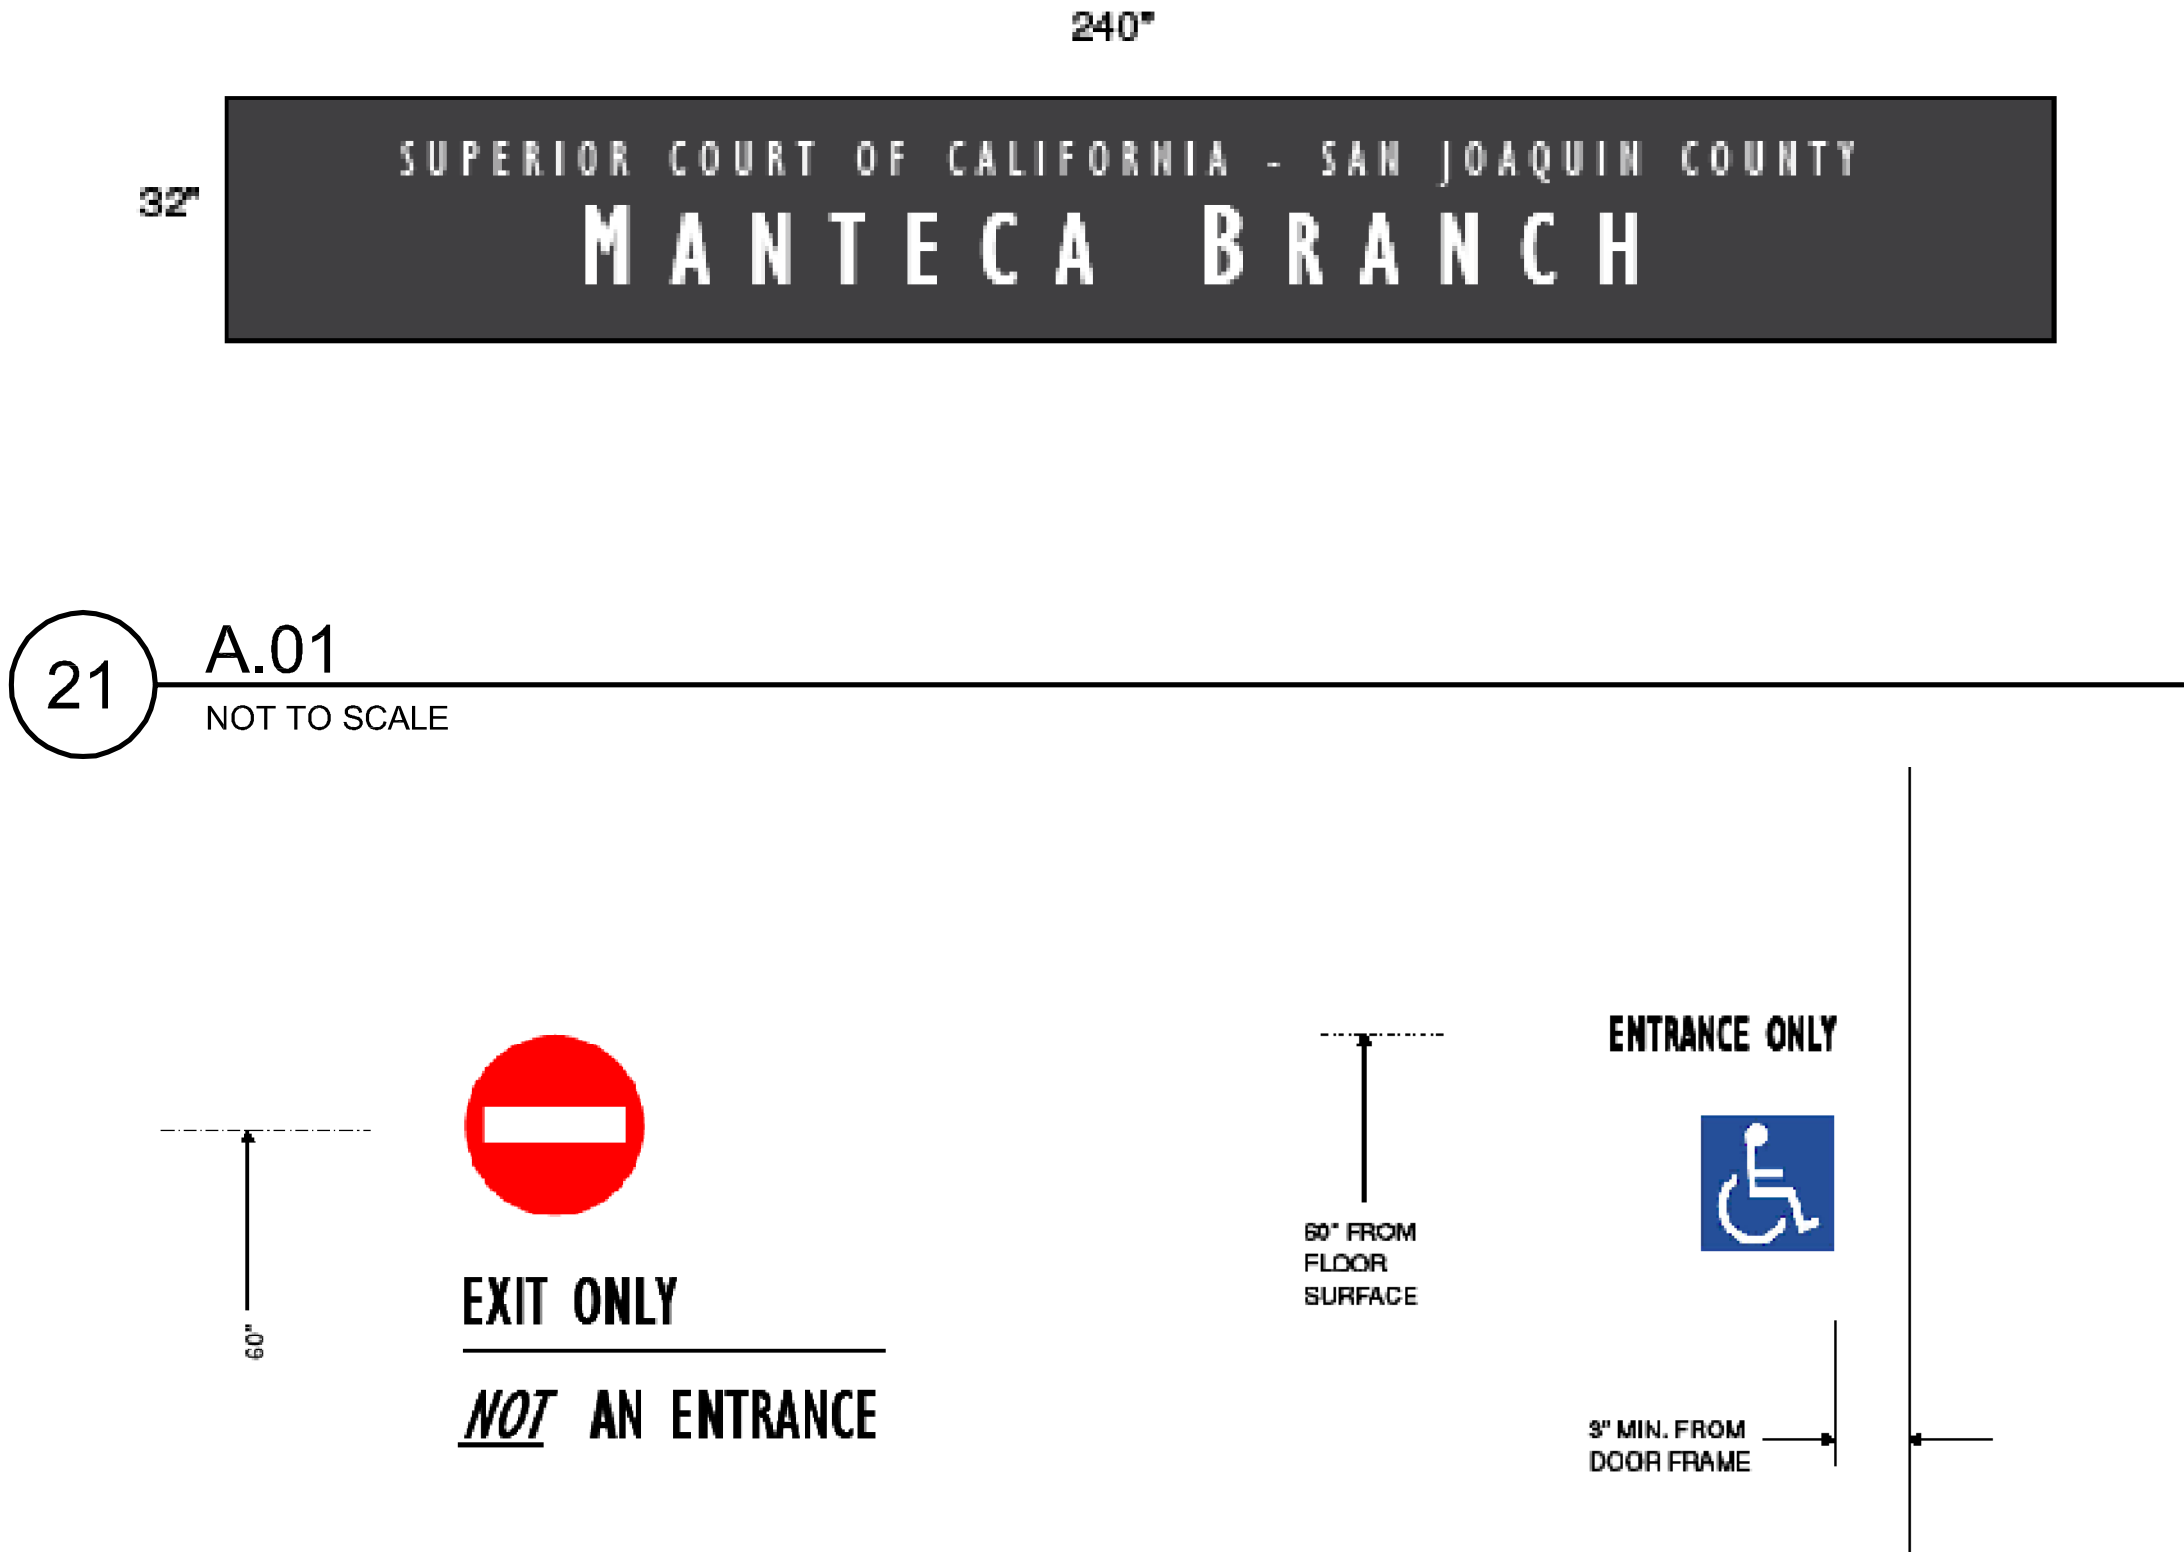 240"
SUPERIOR COURT OF CALIFORNIA - SAN JOAQUIN COUNTY
32"
MANTECA BRANCH
21
A.01
NOT TO SCALE
ENTRANCE ONLY
60" FROM
FLOOR
SURFACE
60"
EXIT ONLY
NOT AN ENTRANCE
3" MIN. FROM
DOOR FRAME